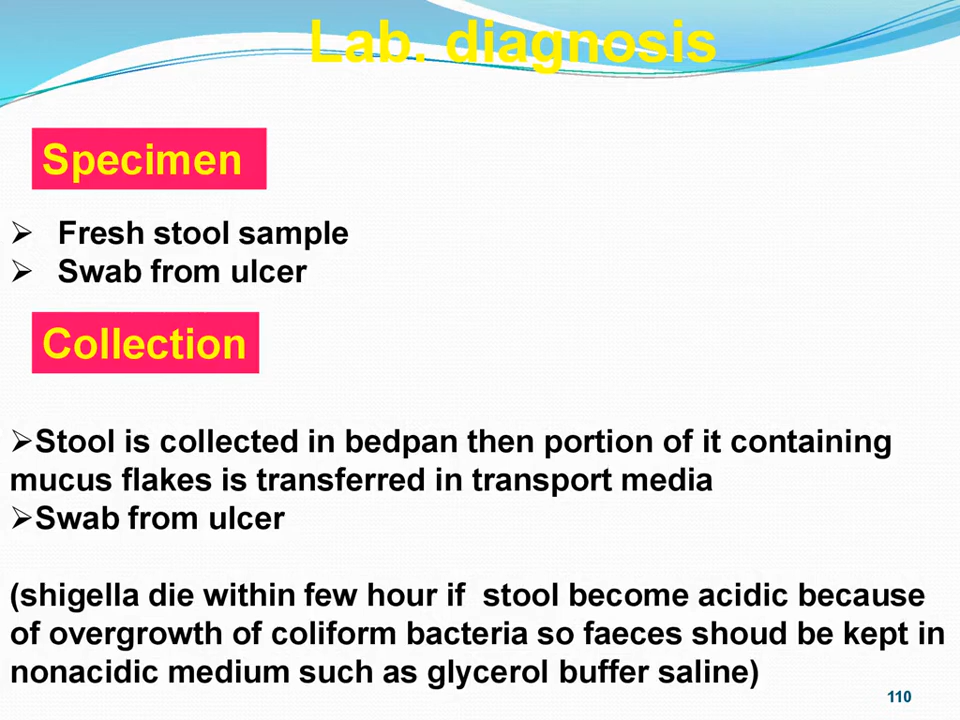 Lab. diagnosis
Specimen
➢ Fresh stool sample
➢ Swab from ulcer
Collection
➢Stool is collected in bedpan then portion of it containing
mucus flakes is transferred in transport media
➢Swab from ulcer
(shigella die within few hour if  stool become acidic because
of overgrowth of coliform bacteria so faeces shoud be kept in
nonacidic medium such as glycerol buffer saline)
110